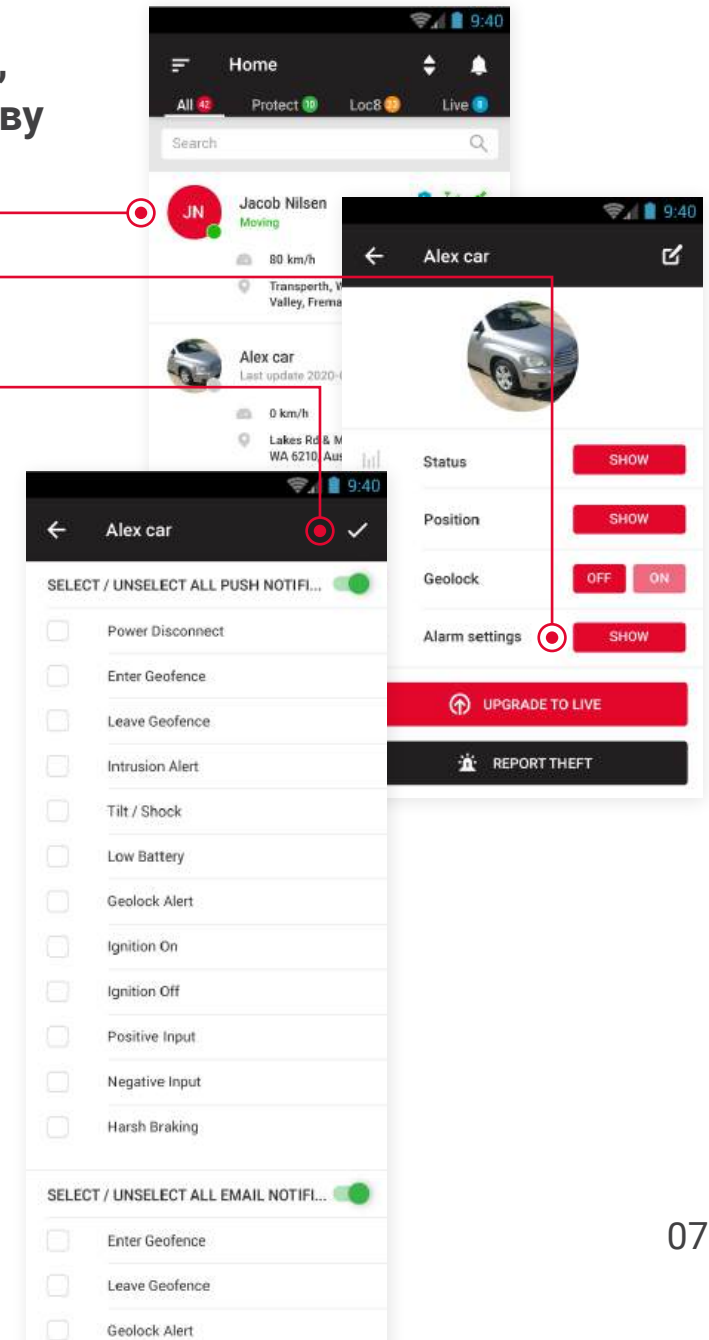 ,
ву
9:40
Home
All 42
Protect 10
Loc8
Live 8
Search
JN
Jacob Nilsen
Moving
80 km/h
Transperth, W
Valley, Frema
Alex car
Last update 2020-
0 km/h
Lakes Rd & M
WA 6210, Aus
9:40
Alex car
Status
SHOW
Position
SHOW
Geolock
OFF
ON
Alarm settings
SHOW
UPGRADE TO LIVE
REPORT THEFT
9:40
Alex car
SELECT / UNSELECT ALL PUSH NOTIFI...
Power Disconnect
Enter Geofence
Leave Geofence
Intrusion Alert
Tilt / Shock
Low Battery
Geolock Alert
Ignition On
Ignition Off
Positive Input
Negative Input
Harsh Braking
SELECT / UNSELECT ALL EMAIL NOTIFI...
Enter Geofence
Leave Geofence
Geolock Alert
07